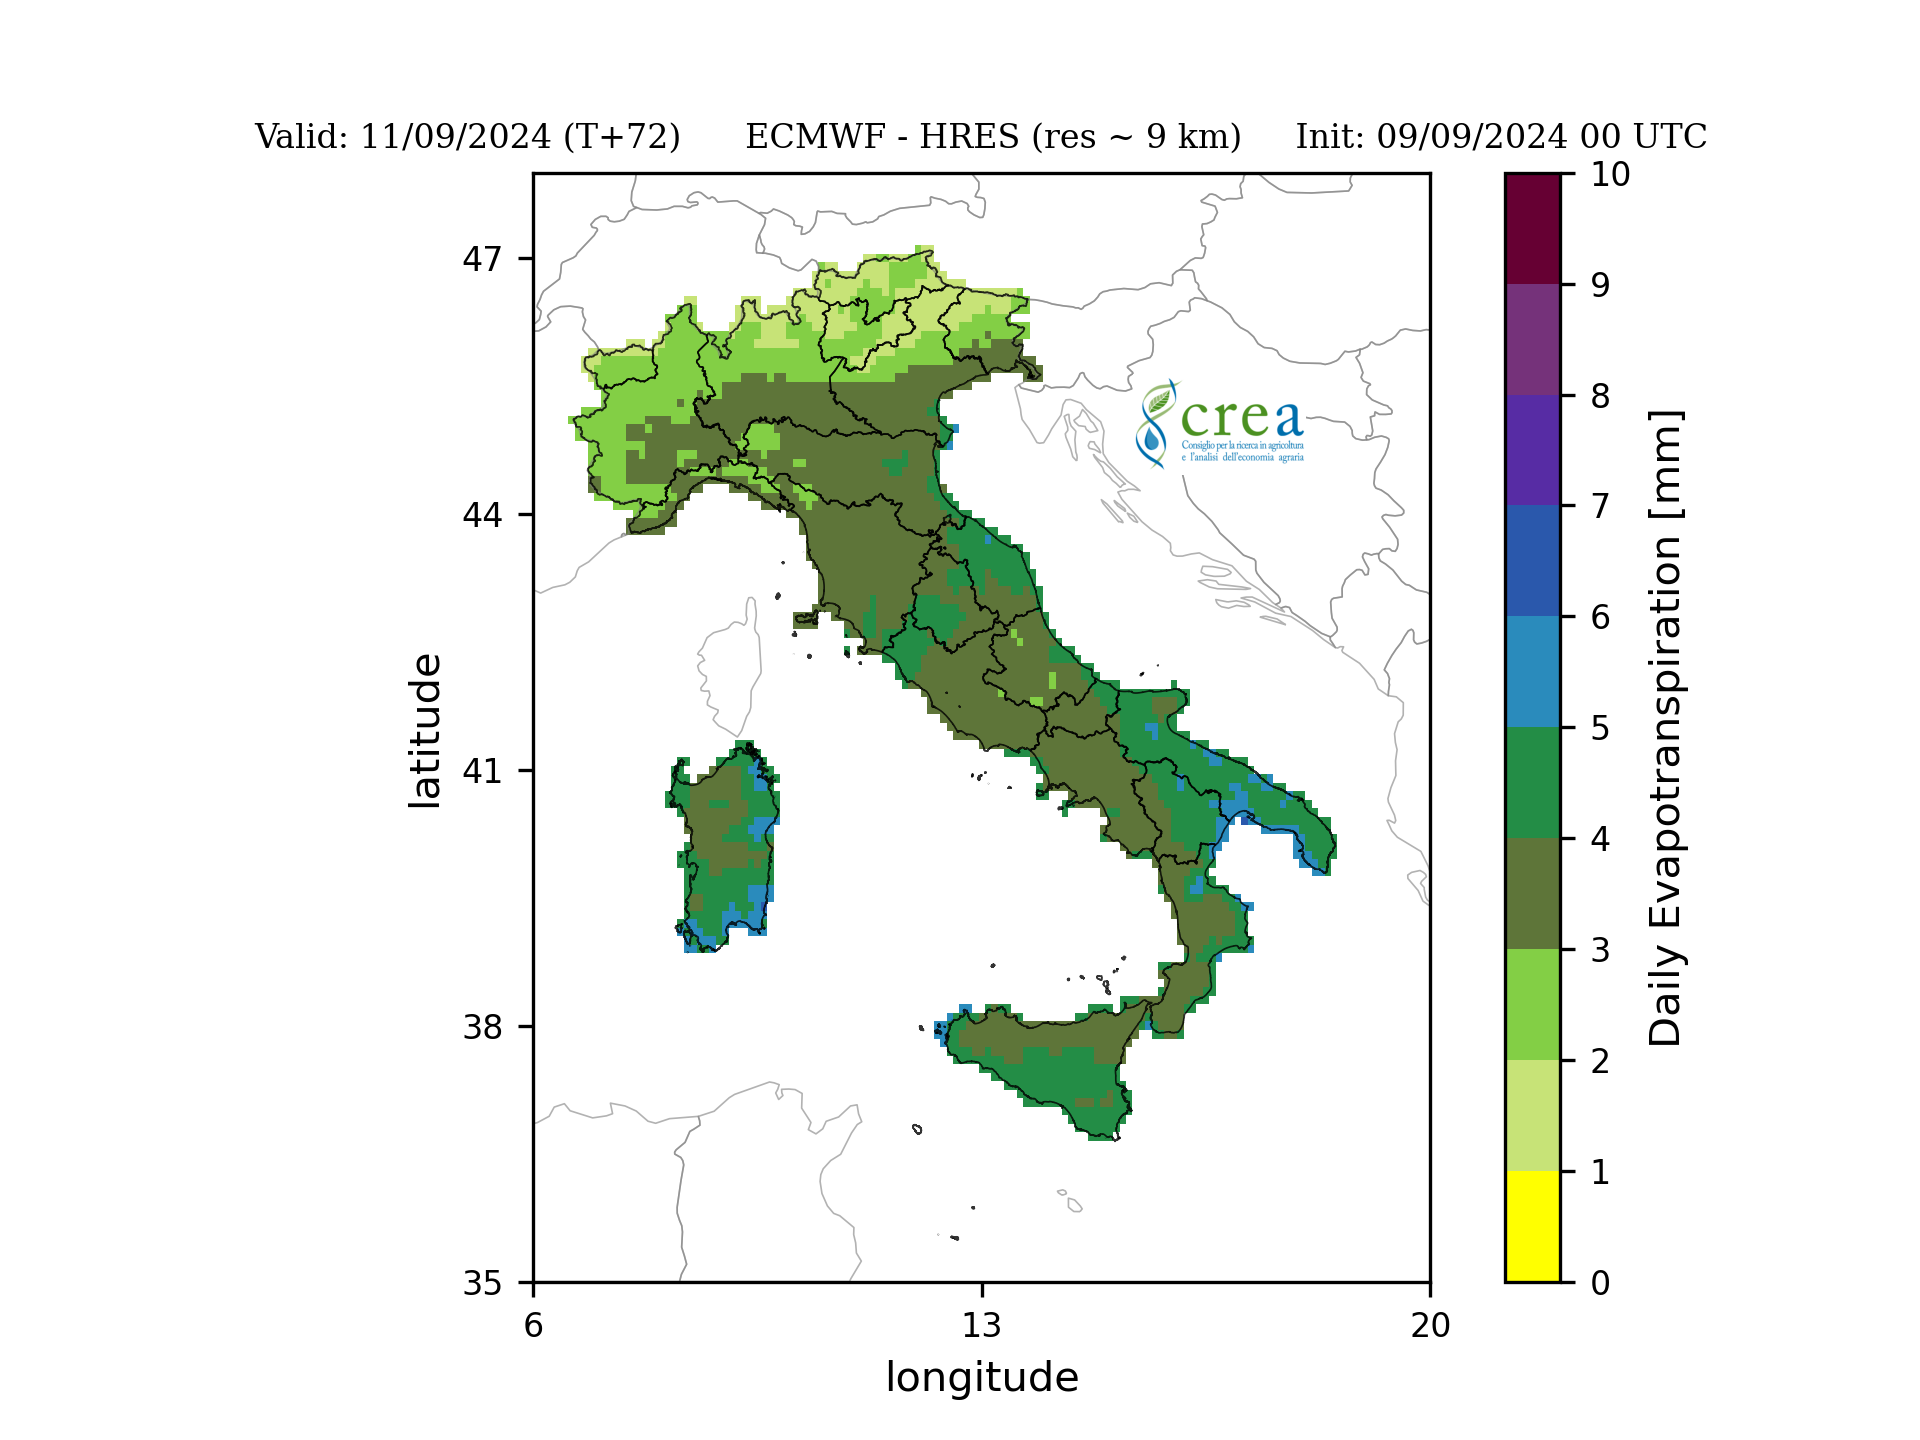 Valid: 11/09/2024 (T+72) ECMWF - HRES (res ~ 9 km) Init: 09/09/2024 00 UTC
47
44
41
38
35
6
13
20
longitude
latitude
crea
Consiglio per la ricerca in agricoltura
e l'analisi dell'economia agraria
10
9
8
7
6
5
4
3
2
1
0
Daily Evapotranspiration [mm]